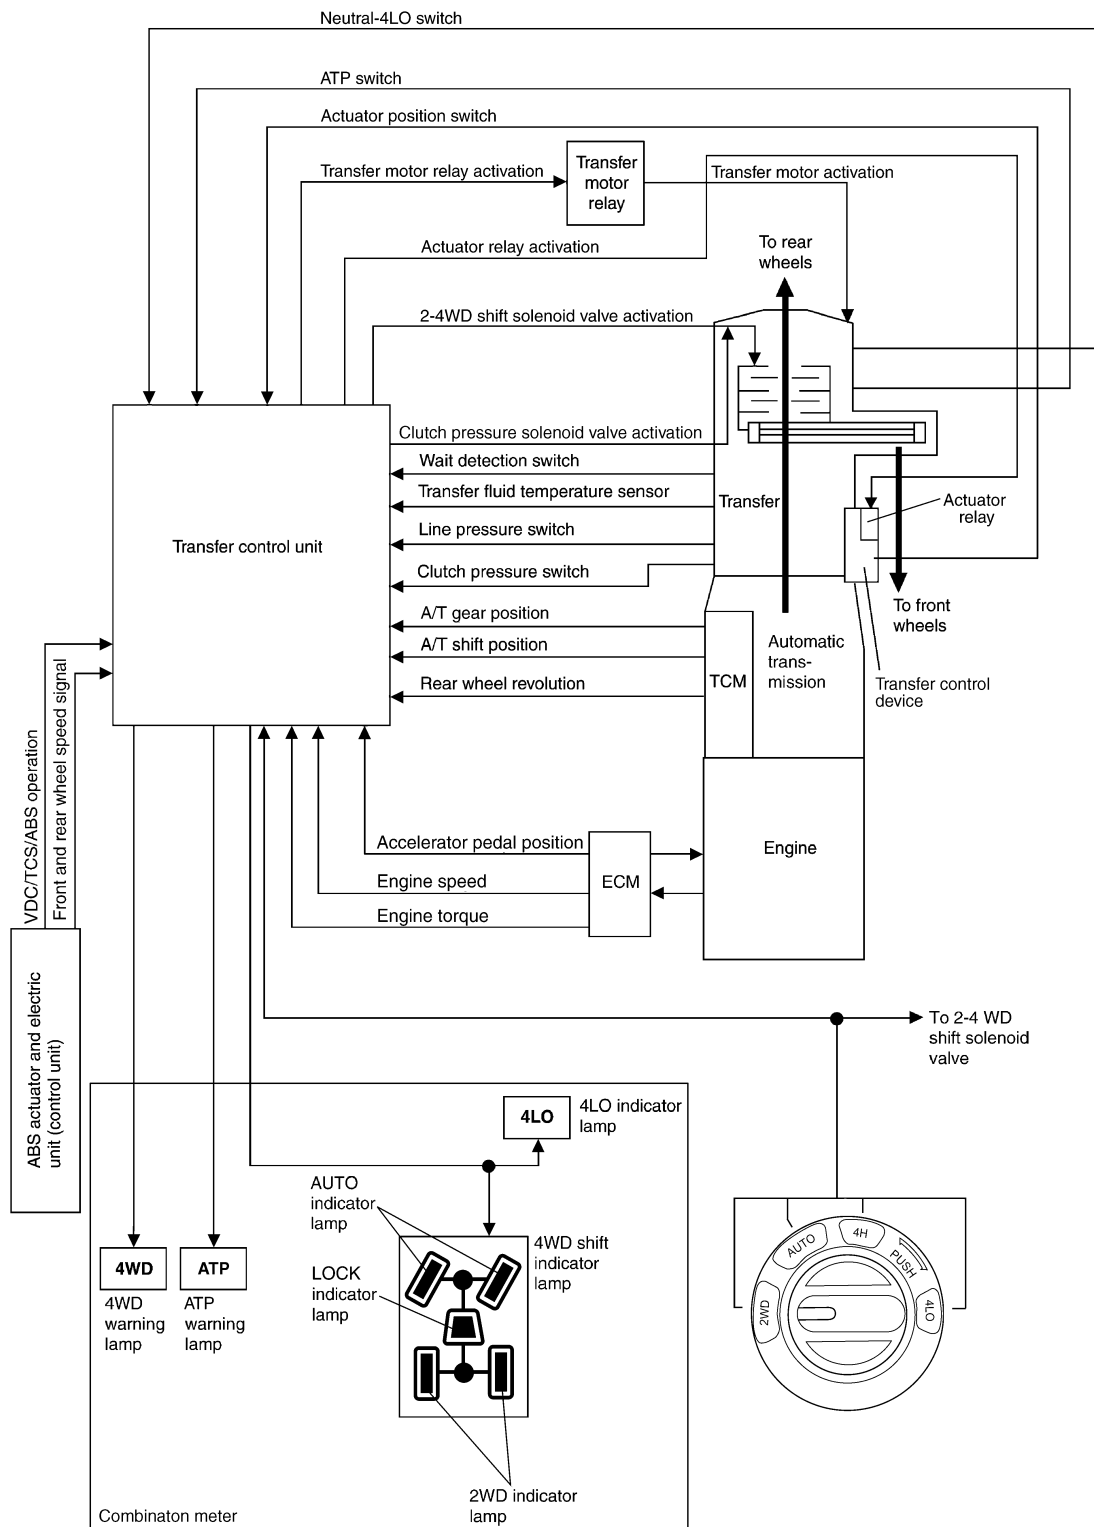 Neutral-4LO switch
ATP switch
Actuator position switch
Transfer motor relay activation
Transfer
motor
relay
Transfer motor activation
Actuator relay activation
To rear
wheels
2-4WD shift solenoid valve activation
Clutch pressure solenoid valve activation
Wait detection switch
Transfer fluid temperature sensor
Line pressure switch
Clutch pressure switch
A/T gear position
A/T shift position
Rear wheel revolution
Transfer control unit
Transfer
Actuator
relay
To front
wheels
Automatic
trans-
mission
TCM
Transfer control
device
VDC/TCS/ABS operation
Front and rear wheel speed signal
Accelerator pedal position
Engine speed
Engine torque
ECM
Engine
ABS actuator and electric
unit (control unit)
To 2-4 WD
shift solenoid
valve
4LO
4LO indicator
lamp
AUTO
indicator
lamp
LOCK
indicator
lamp
4WD shift
indicator
lamp
4WD
4WD
warning
lamp
ATP
ATP
warning
lamp
2WD indicator
lamp
Combinaton meter
2WD
AUTO
4H
PUSH
4LO